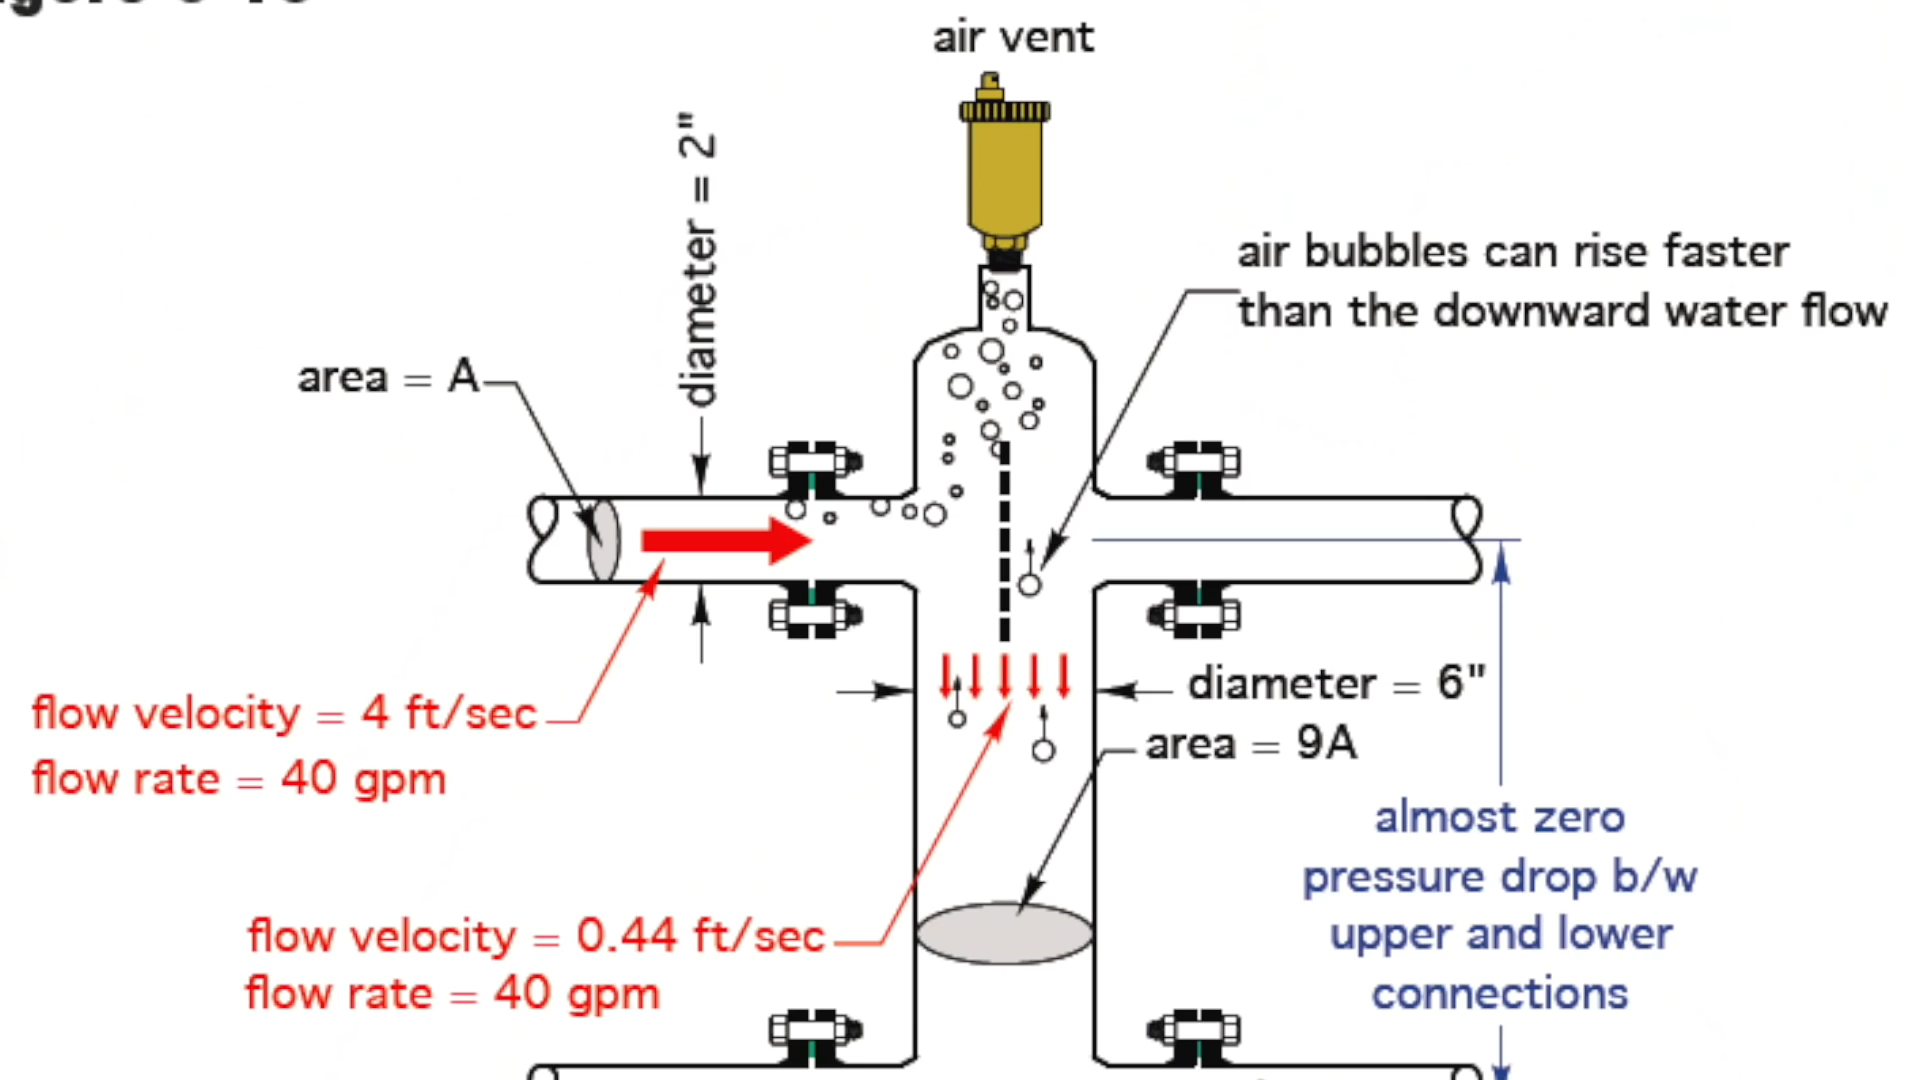 air vent
diameter = 2"
air bubbles can rise faster
than the downward water flow
area = A
flow velocity = 4 ft/sec
flow rate = 40 gpm
diameter = 6"
area = 9A
almost zero
pressure drop b/w
upper and lower
connections
flow velocity = 0.44 ft/sec
flow rate = 40 gpm